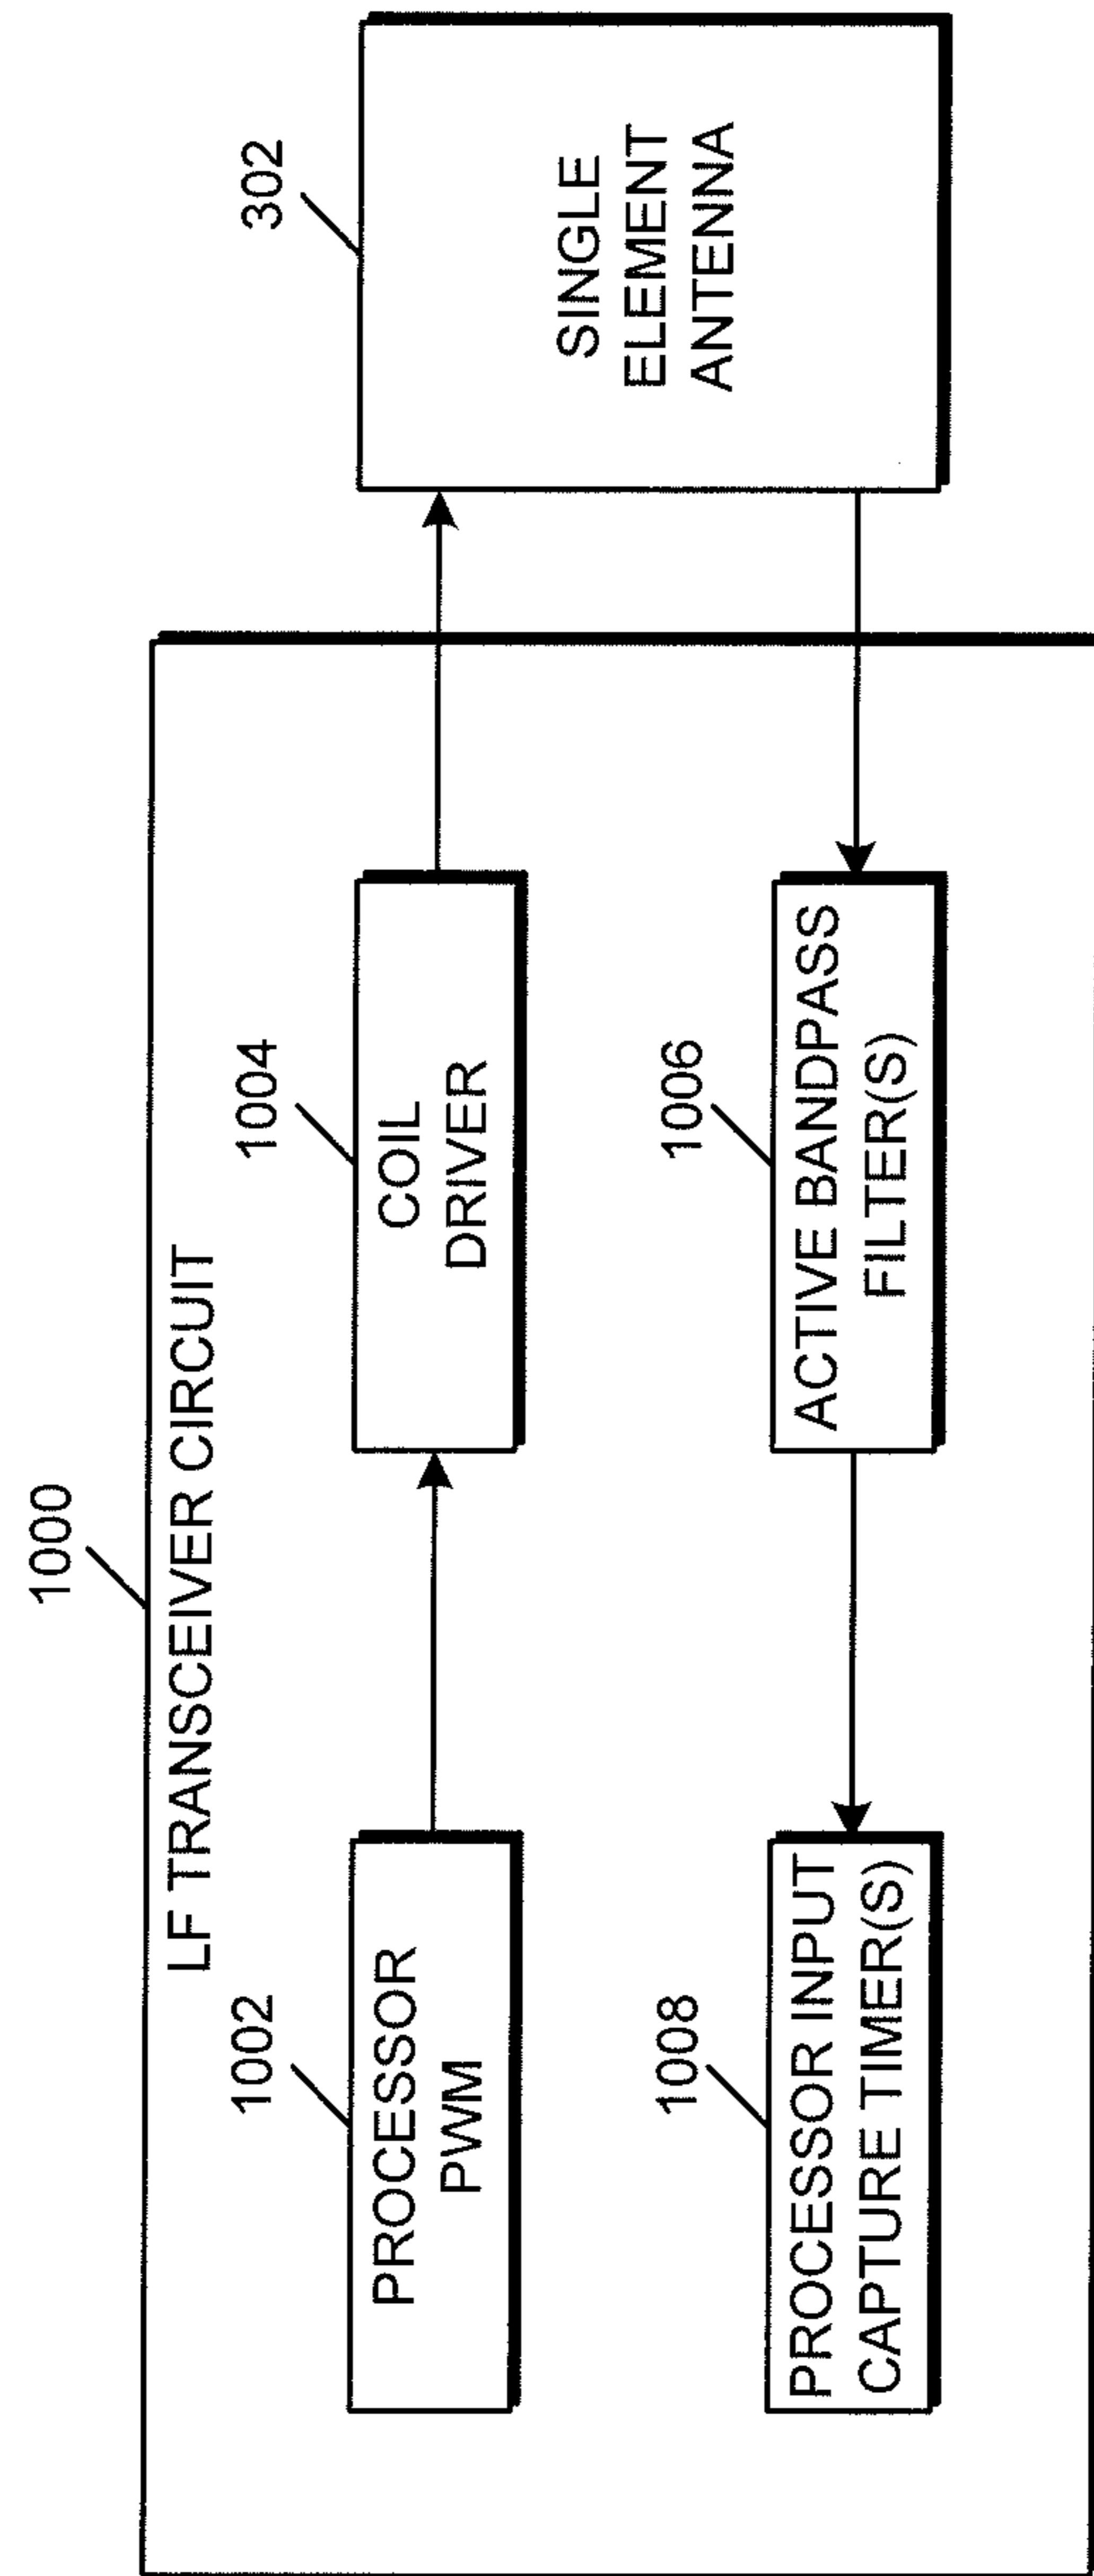 1000
LF TRANSCEIVER CIRCUIT
1002
PROCESSOR
PWM
1004
COIL
DRIVER
302
SINGLE
ELEMENT
ANTENNA
1008
PROCESSOR INPUT
CAPTURE TIMER(S)
1006
ACTIVE BANDPASS
FILTER(S)